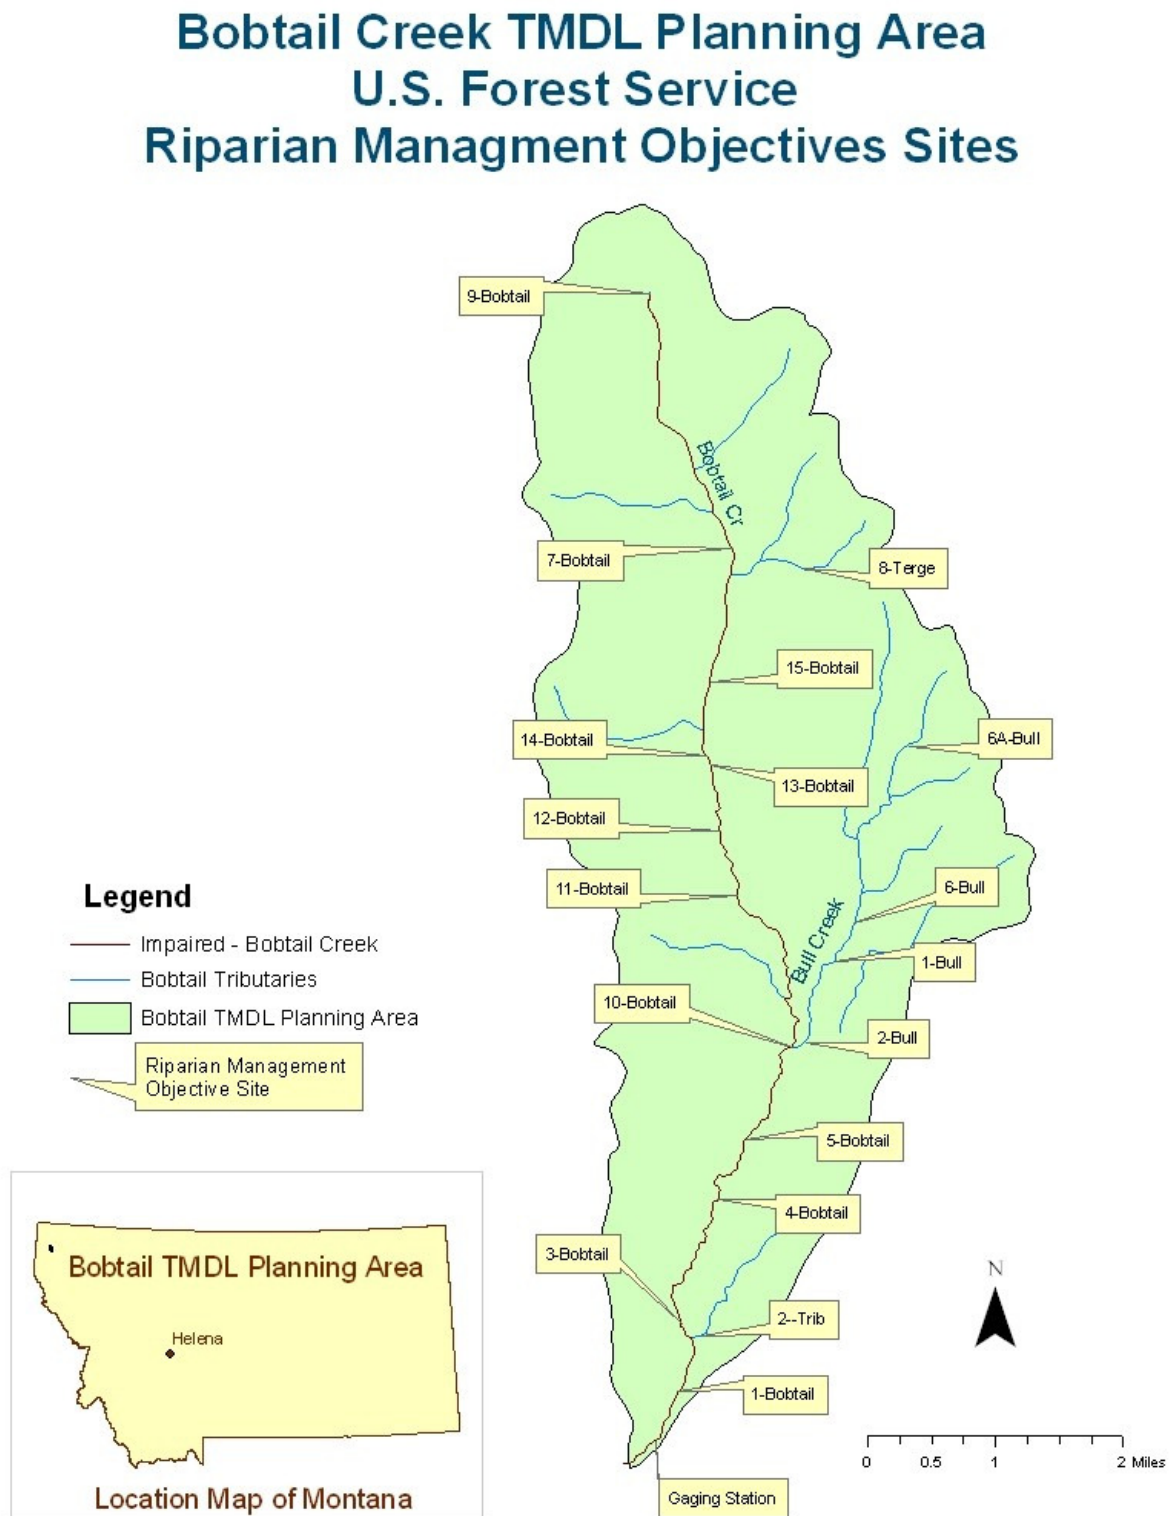 Bobtail Creek TMDL Planning Area
U.S. Forest Service
Riparian Managment Objectives Sites
9-Bobtail
Bobtail Cr
7-Bobtail
8-Terge
15-Bobtail
14-Bobtail
6A-Bull
13-Bobtail
12-Bobtail
11-Bobtail
6-Bull
Bull Creek
1-Bull
10-Bobtail
2-Bull
5-Bobtail
4-Bobtail
3-Bobtail
2--Trib
1-Bobtail
Gaging Station
Legend
Impaired - Bobtail Creek
Bobtail Tributaries
Bobtail TMDL Planning Area
Riparian Management
Objective Site
Bobtail TMDL Planning Area
Helena
Location Map of Montana
N
0 0.5 1 2 Miles